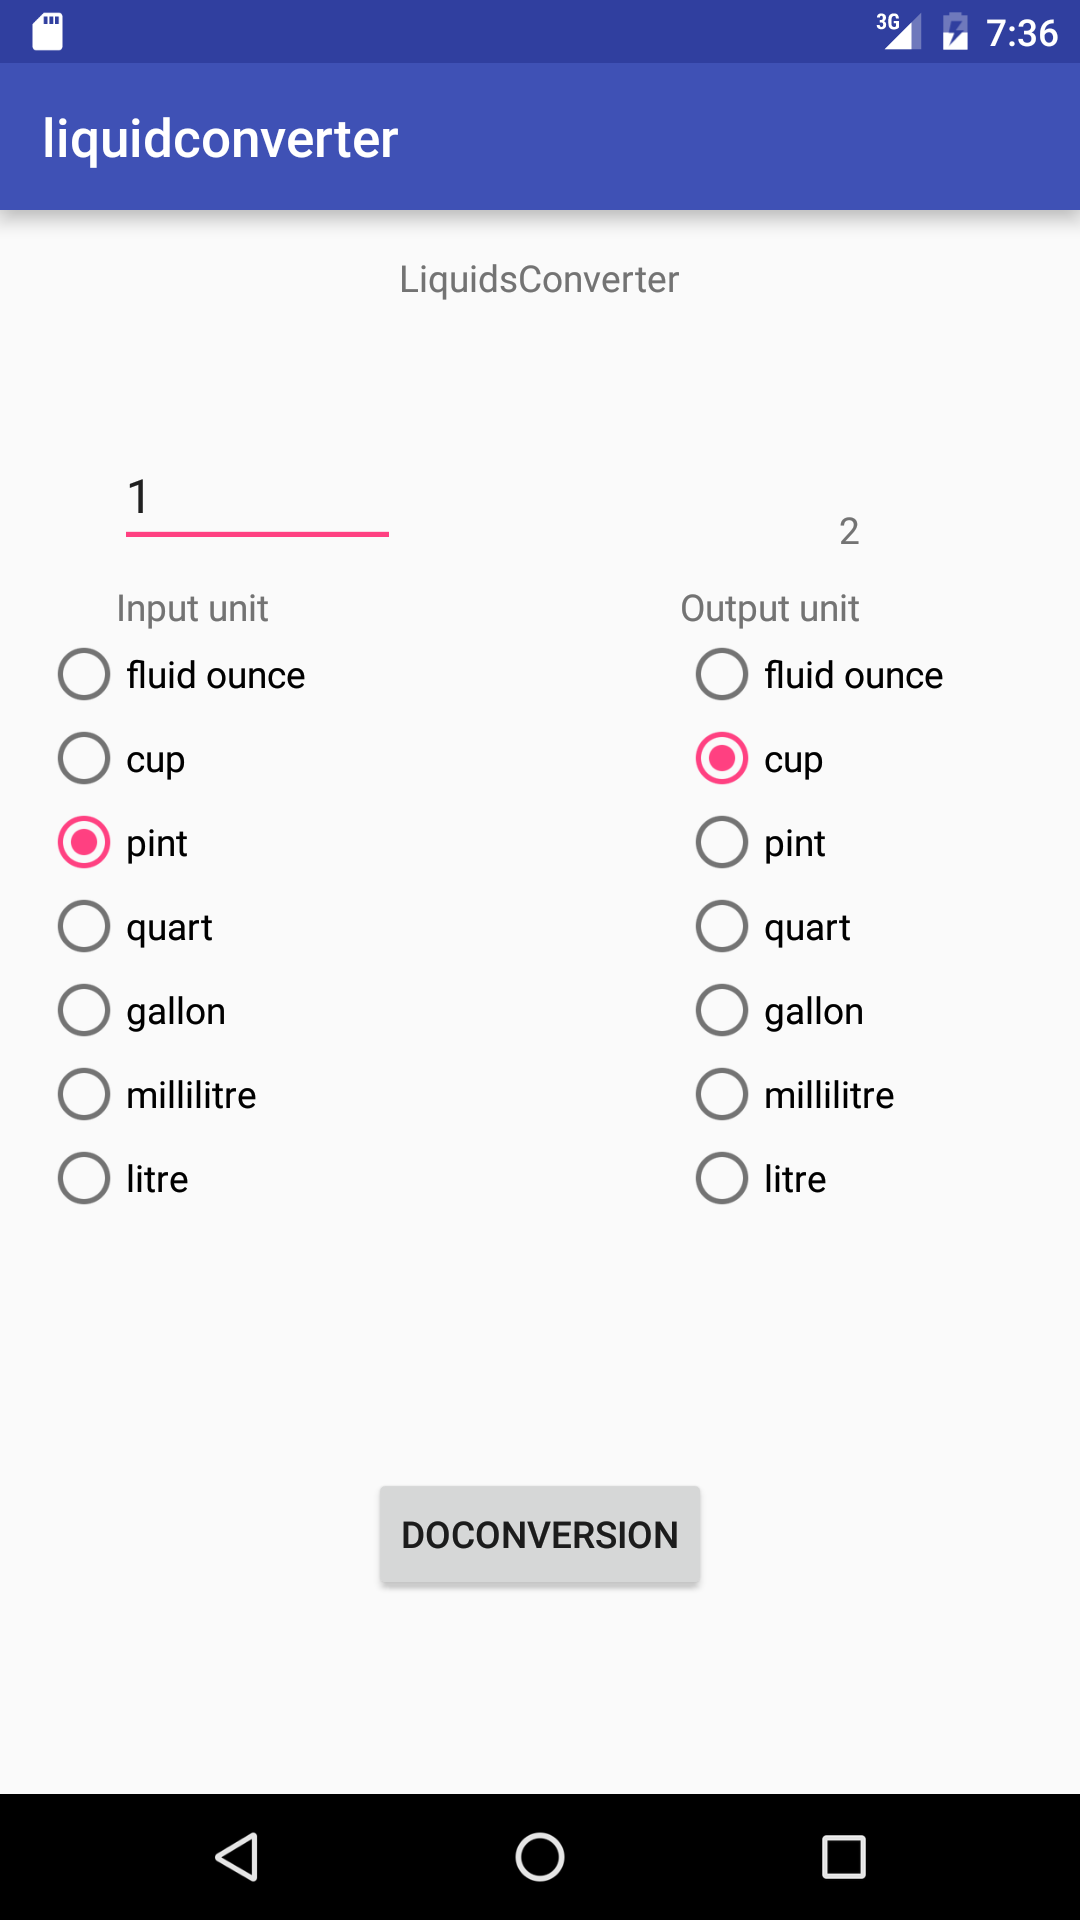 3G 7:36
liquidconverter
LiquidsConverter
1
2
Input unit
fluid ounce
cup
pint
quart
gallon
millilitre
litre
Output unit
fluid ounce
cup
pint
quart
gallon
millilitre
litre
DOCONVERSION